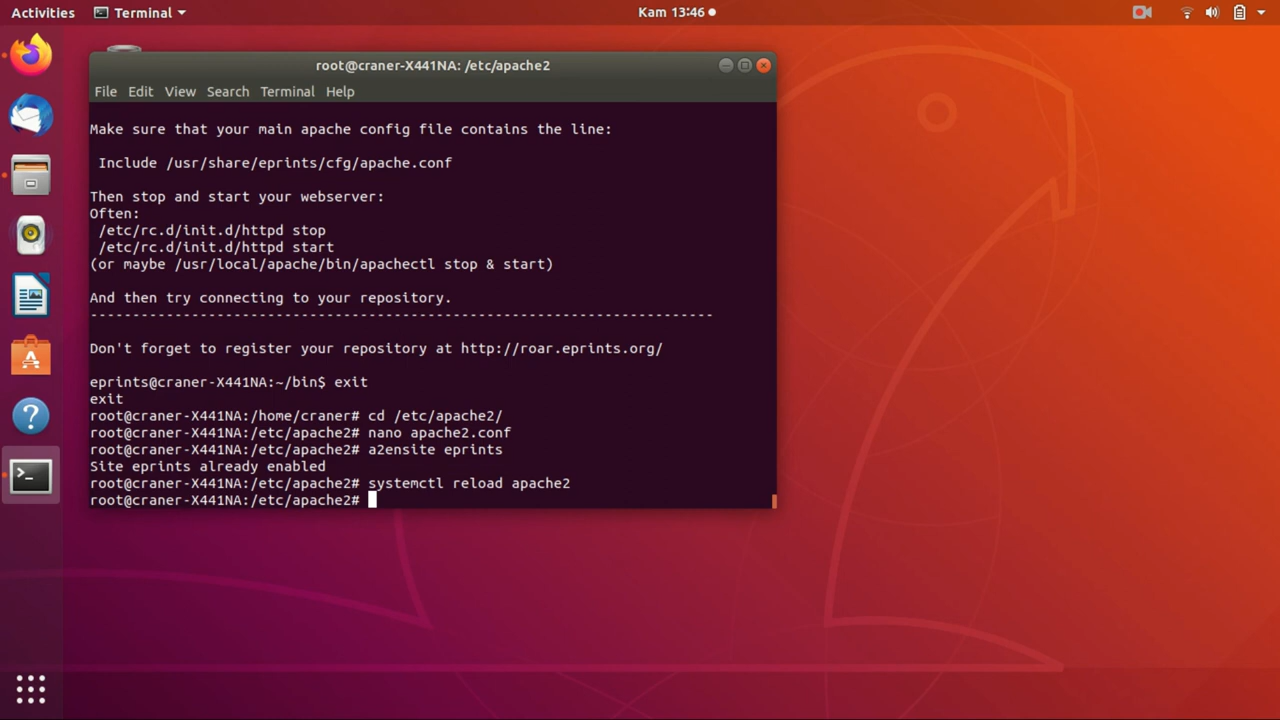 Activities
Terminal
Kam 13:46
root@craner-X441NA: /etc/apache2
File Edit View Search Terminal Help
Make sure that your main apache config file contains the line:
Include /usr/share/eprints/cfg/apache.conf
Then stop and start your webserver:
Often:
/etc/rc.d/init.d/httpd stop
/etc/rc.d/init.d/httpd start
(or maybe /usr/local/apache/bin/apachectl stop & start)
And then try connecting to your repository.
-------------------------------------------------------------------------
Don't forget to register your repository at http://roar.eprints.org/
eprints@craner-X441NA:~/bin$ exit
exit
root@craner-X441NA:/home/craner# cd /etc/apache2/
root@craner-X441NA:/etc/apache2# nano apache2.conf
root@craner-X441NA:/etc/apache2# a2ensite eprints
Site eprints already enabled
root@craner-X441NA:/etc/apache2# systemctl reload apache2
root@craner-X441NA:/etc/apache2#